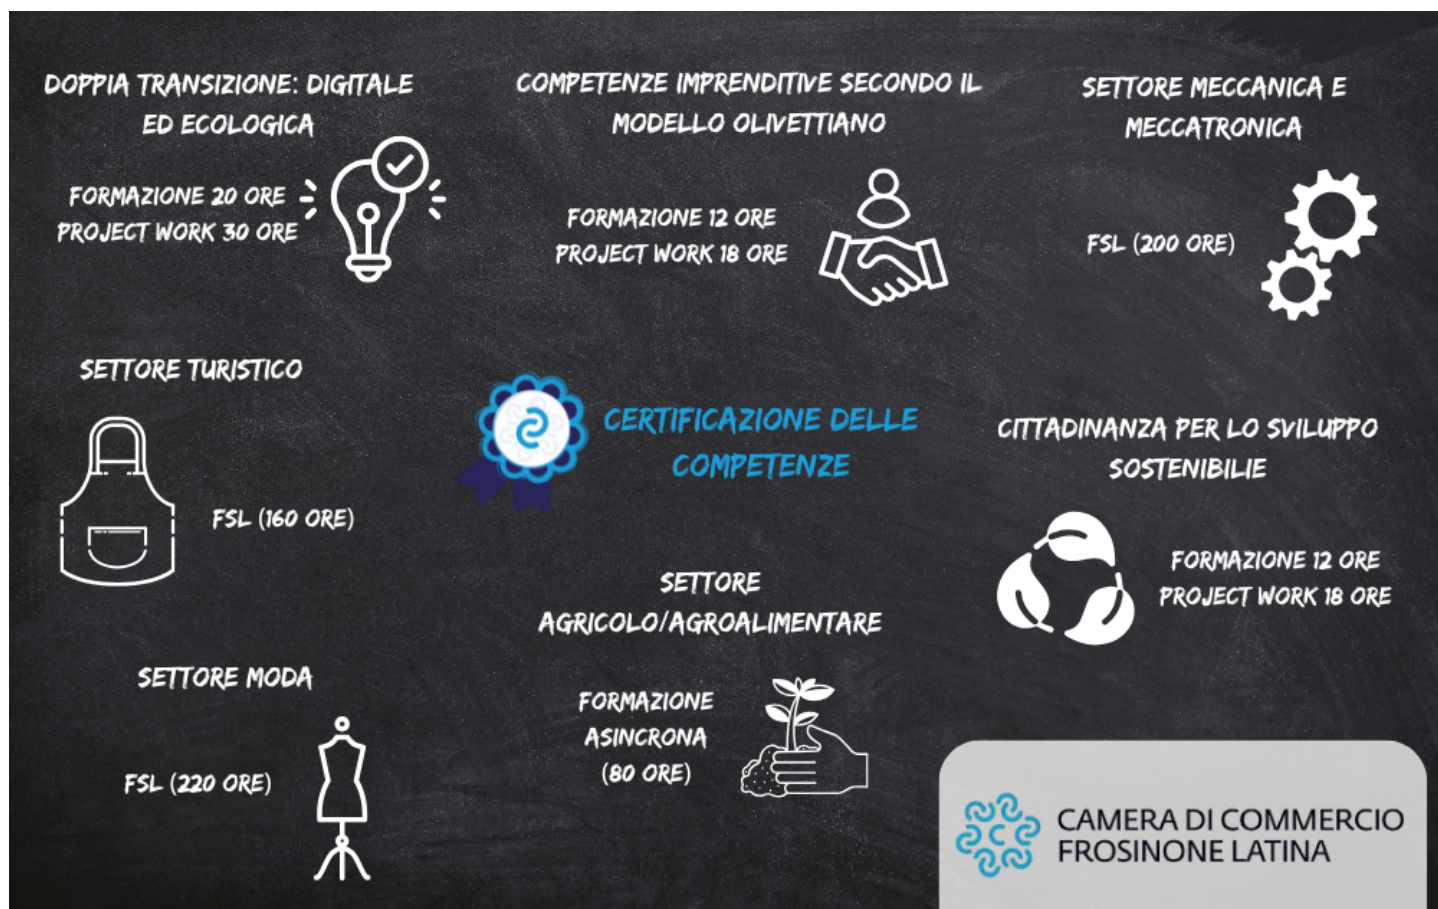 DOPPIA TRANSIZIONE: DIGITALE
ED ECOLOGICA
FORMAZIONE 20 ORE
PROJECT WORK 30 ORE
COMPETENZE IMPRENDITIVE SECONDO IL
MODELLO OLIVETTIANO
FORMAZIONE 12 ORE
PROJECT WORK 18 ORE
SETTORE MECCANICA E
MECCATRONICA
FSL (200 ORE)
SETTORE TURISTICO
FSL (160 ORE)
CERTIFICAZIONE DELLE
COMPETENZE
CITTADINANZA PER LO SVILUPPO
SOSTENIBILIE
FORMAZIONE 12 ORE
PROJECT WORK 18 ORE
SETTORE MODA
FSL (220 ORE)
SETTORE
AGRICOLO/AGROALIMENTARE
FORMAZIONE
ASINCRONA
(80 ORE)
CAMERA DI COMMERCIO
FROSINONE LATINA